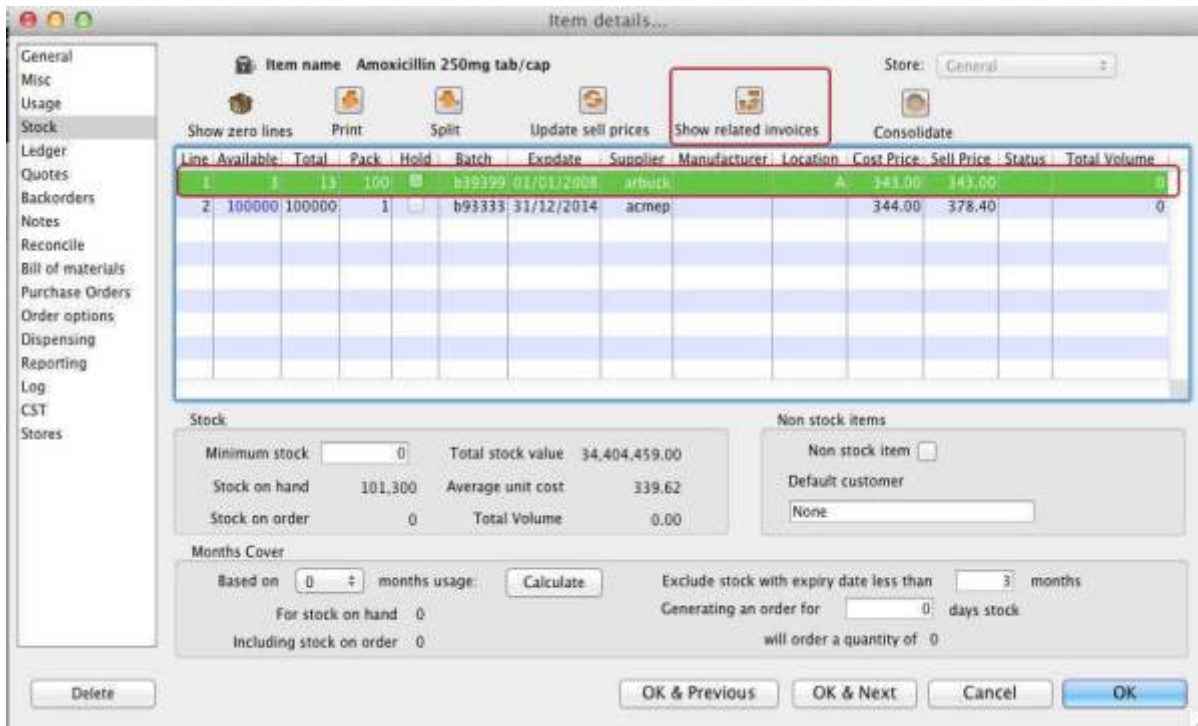 Item details...
General
Misc
Usage
Stock
Ledger
Quotes
Backorders
Notes
Reconcile
Bill of materials
Purchase Orders
Order options
Dispensing
Reporting
Log
CST
Stores
Item name Amoxicillin 250mg tab/cap
Store: General
Show zero lines Print Split Update sell prices Show related invoices Consolidate
Line Available Total Pack Hold Batch Expdate Supplier Manufacturer Location Cost Price Sell Price Status Total Volume
1 3 13 100 b39399 01/01/2008 arbuck A 343.00 343.00 0
2 100000 100000 1 b93333 31/12/2014 acmep 344.00 378.40 0
Stock
Minimum stock 0 Total stock value 34,404,459.00
Stock on hand 101,300 Average unit cost 339.62
Stock on order 0 Total Volume 0.00
Non stock items
Non stock item
Default customer
None
Months Cover
Based on 0 months usage: Calculate Exclude stock with expiry date less than 3 months
For stock on hand 0 Generating an order for 0 days stock
Including stock on order 0 will order a quantity of 0
Delete OK & Previous OK & Next Cancel OK